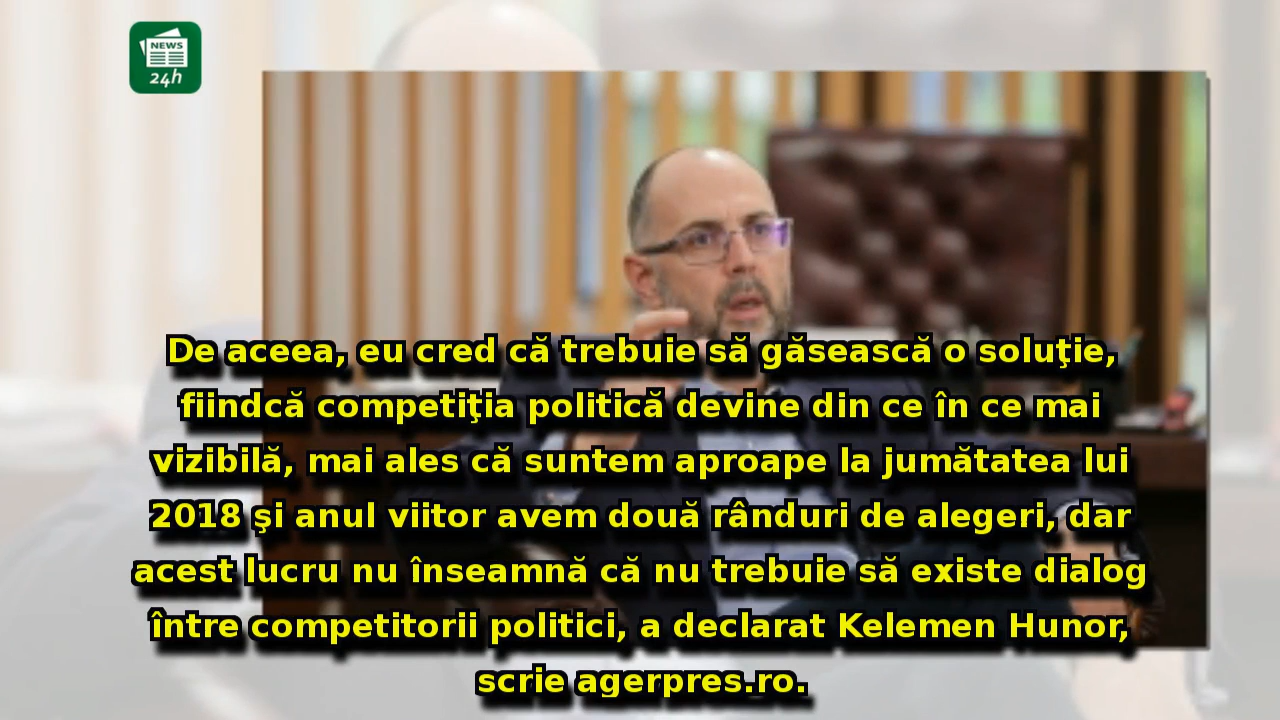 NEWS
24h
De aceea, eu cred că trebuie să găsească o soluţie,
fiindcă competiţia politică devine din ce în ce mai
vizibilă, mai ales că suntem aproape la jumătatea lui
2018 şi anul viitor avem două rânduri de alegeri, dar
acest lucru nu înseamnă că nu trebuie să existe dialog
între competitorii politici, a declarat Kelemen Hunor,
scrie agerpres.ro.